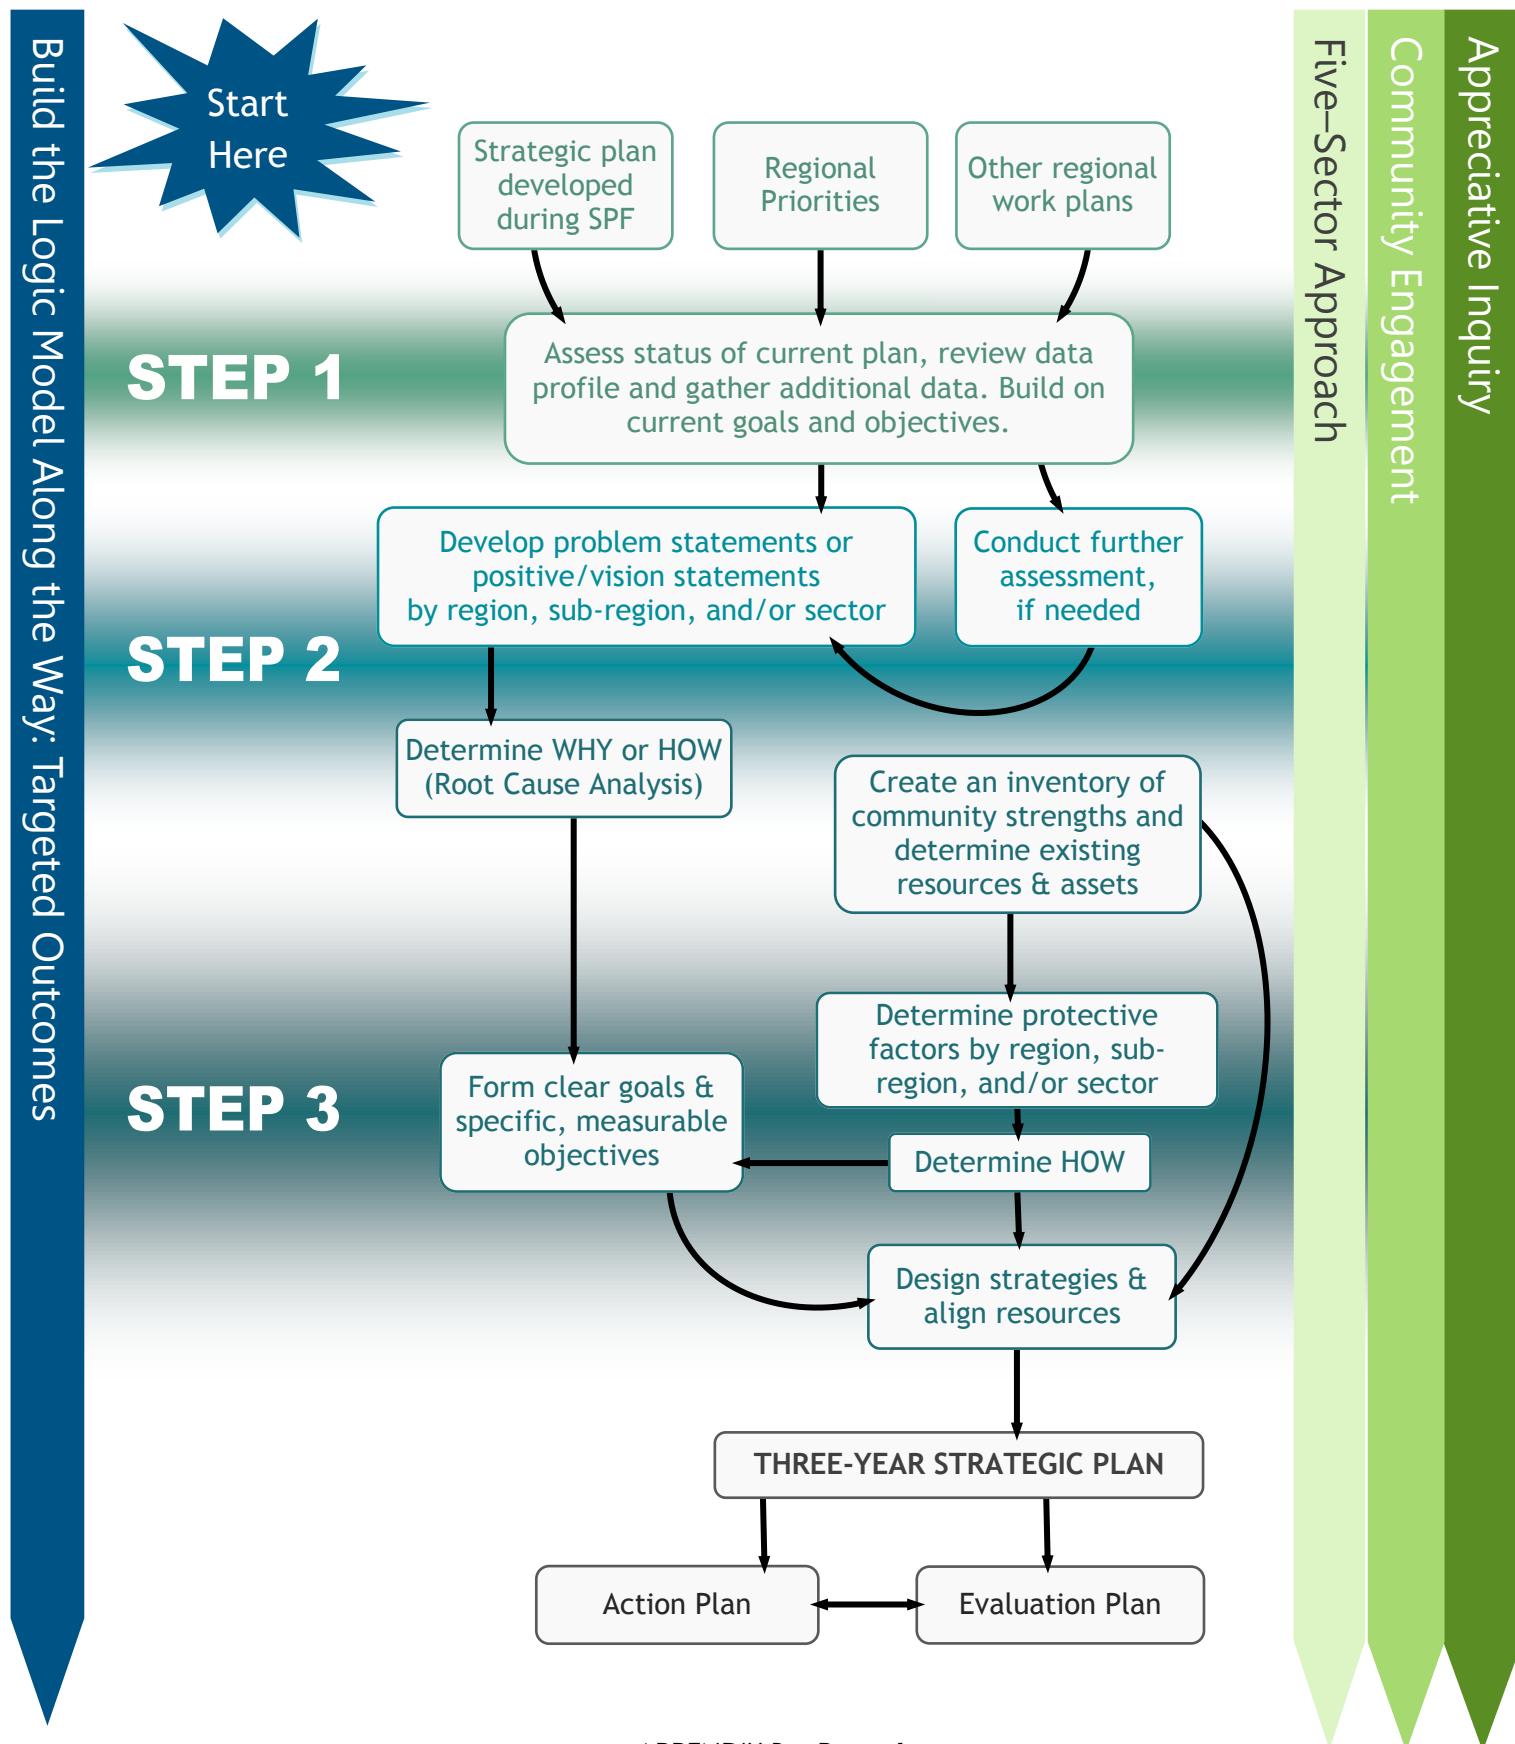 Build the Logic Model Along the Way: Targeted Outcomes
Start
Here
Strategic plan
developed
during SPF
Regional
Priorities
Other regional
work plans
Five–Sector Approach
Community Engagement
Appreciative Inquiry
STEP 1
Assess status of current plan, review data
profile and gather additional data. Build on
current goals and objectives.
Develop problem statements or
positive/vision statements
by region, sub-region, and/or sector
Conduct further
assessment,
if needed
STEP 2
Determine WHY or HOW
(Root Cause Analysis)
Create an inventory of
community strengths and
determine existing
resources & assets
Determine protective
factors by region, sub-
region, and/or sector
STEP 3
Form clear goals &
specific, measurable
objectives
Determine HOW
Design strategies &
align resources
THREE-YEAR STRATEGIC PLAN
Action Plan
Evaluation Plan